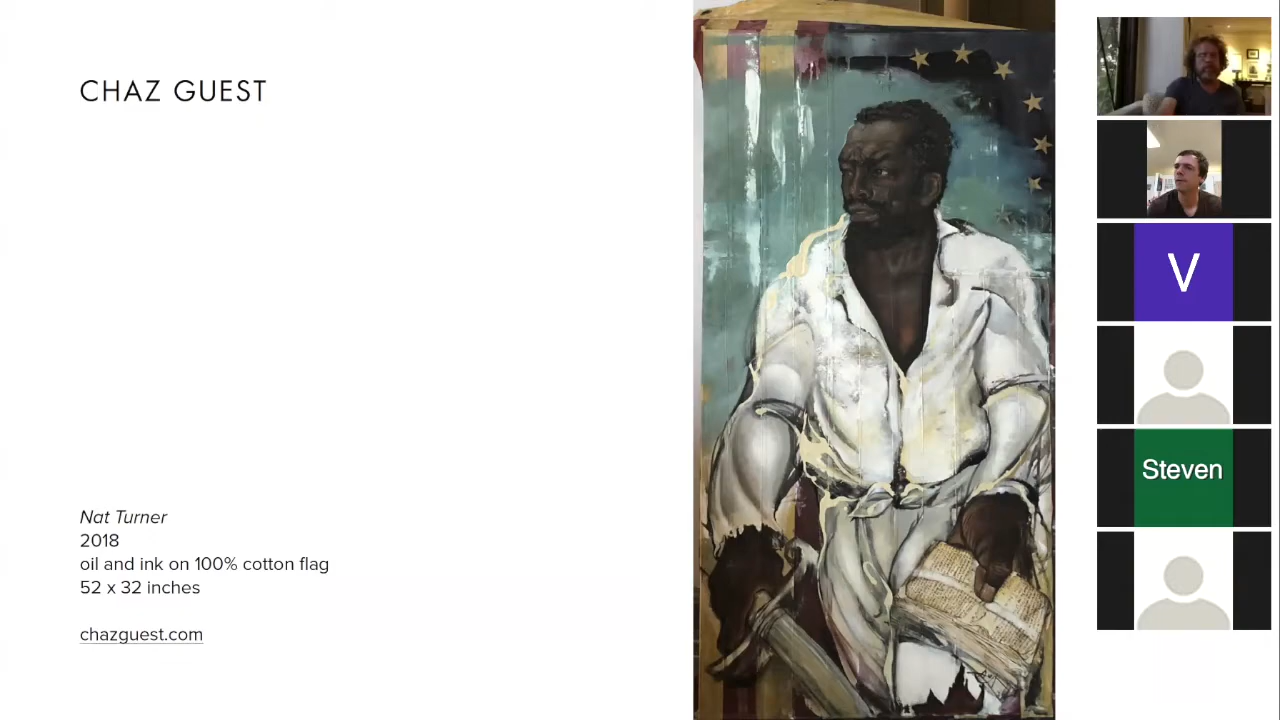 CHAZ GUEST
Nat Turner
2018
oil and ink on 100% cotton flag
52 x 32 inches
chazguest.com
V
Steven